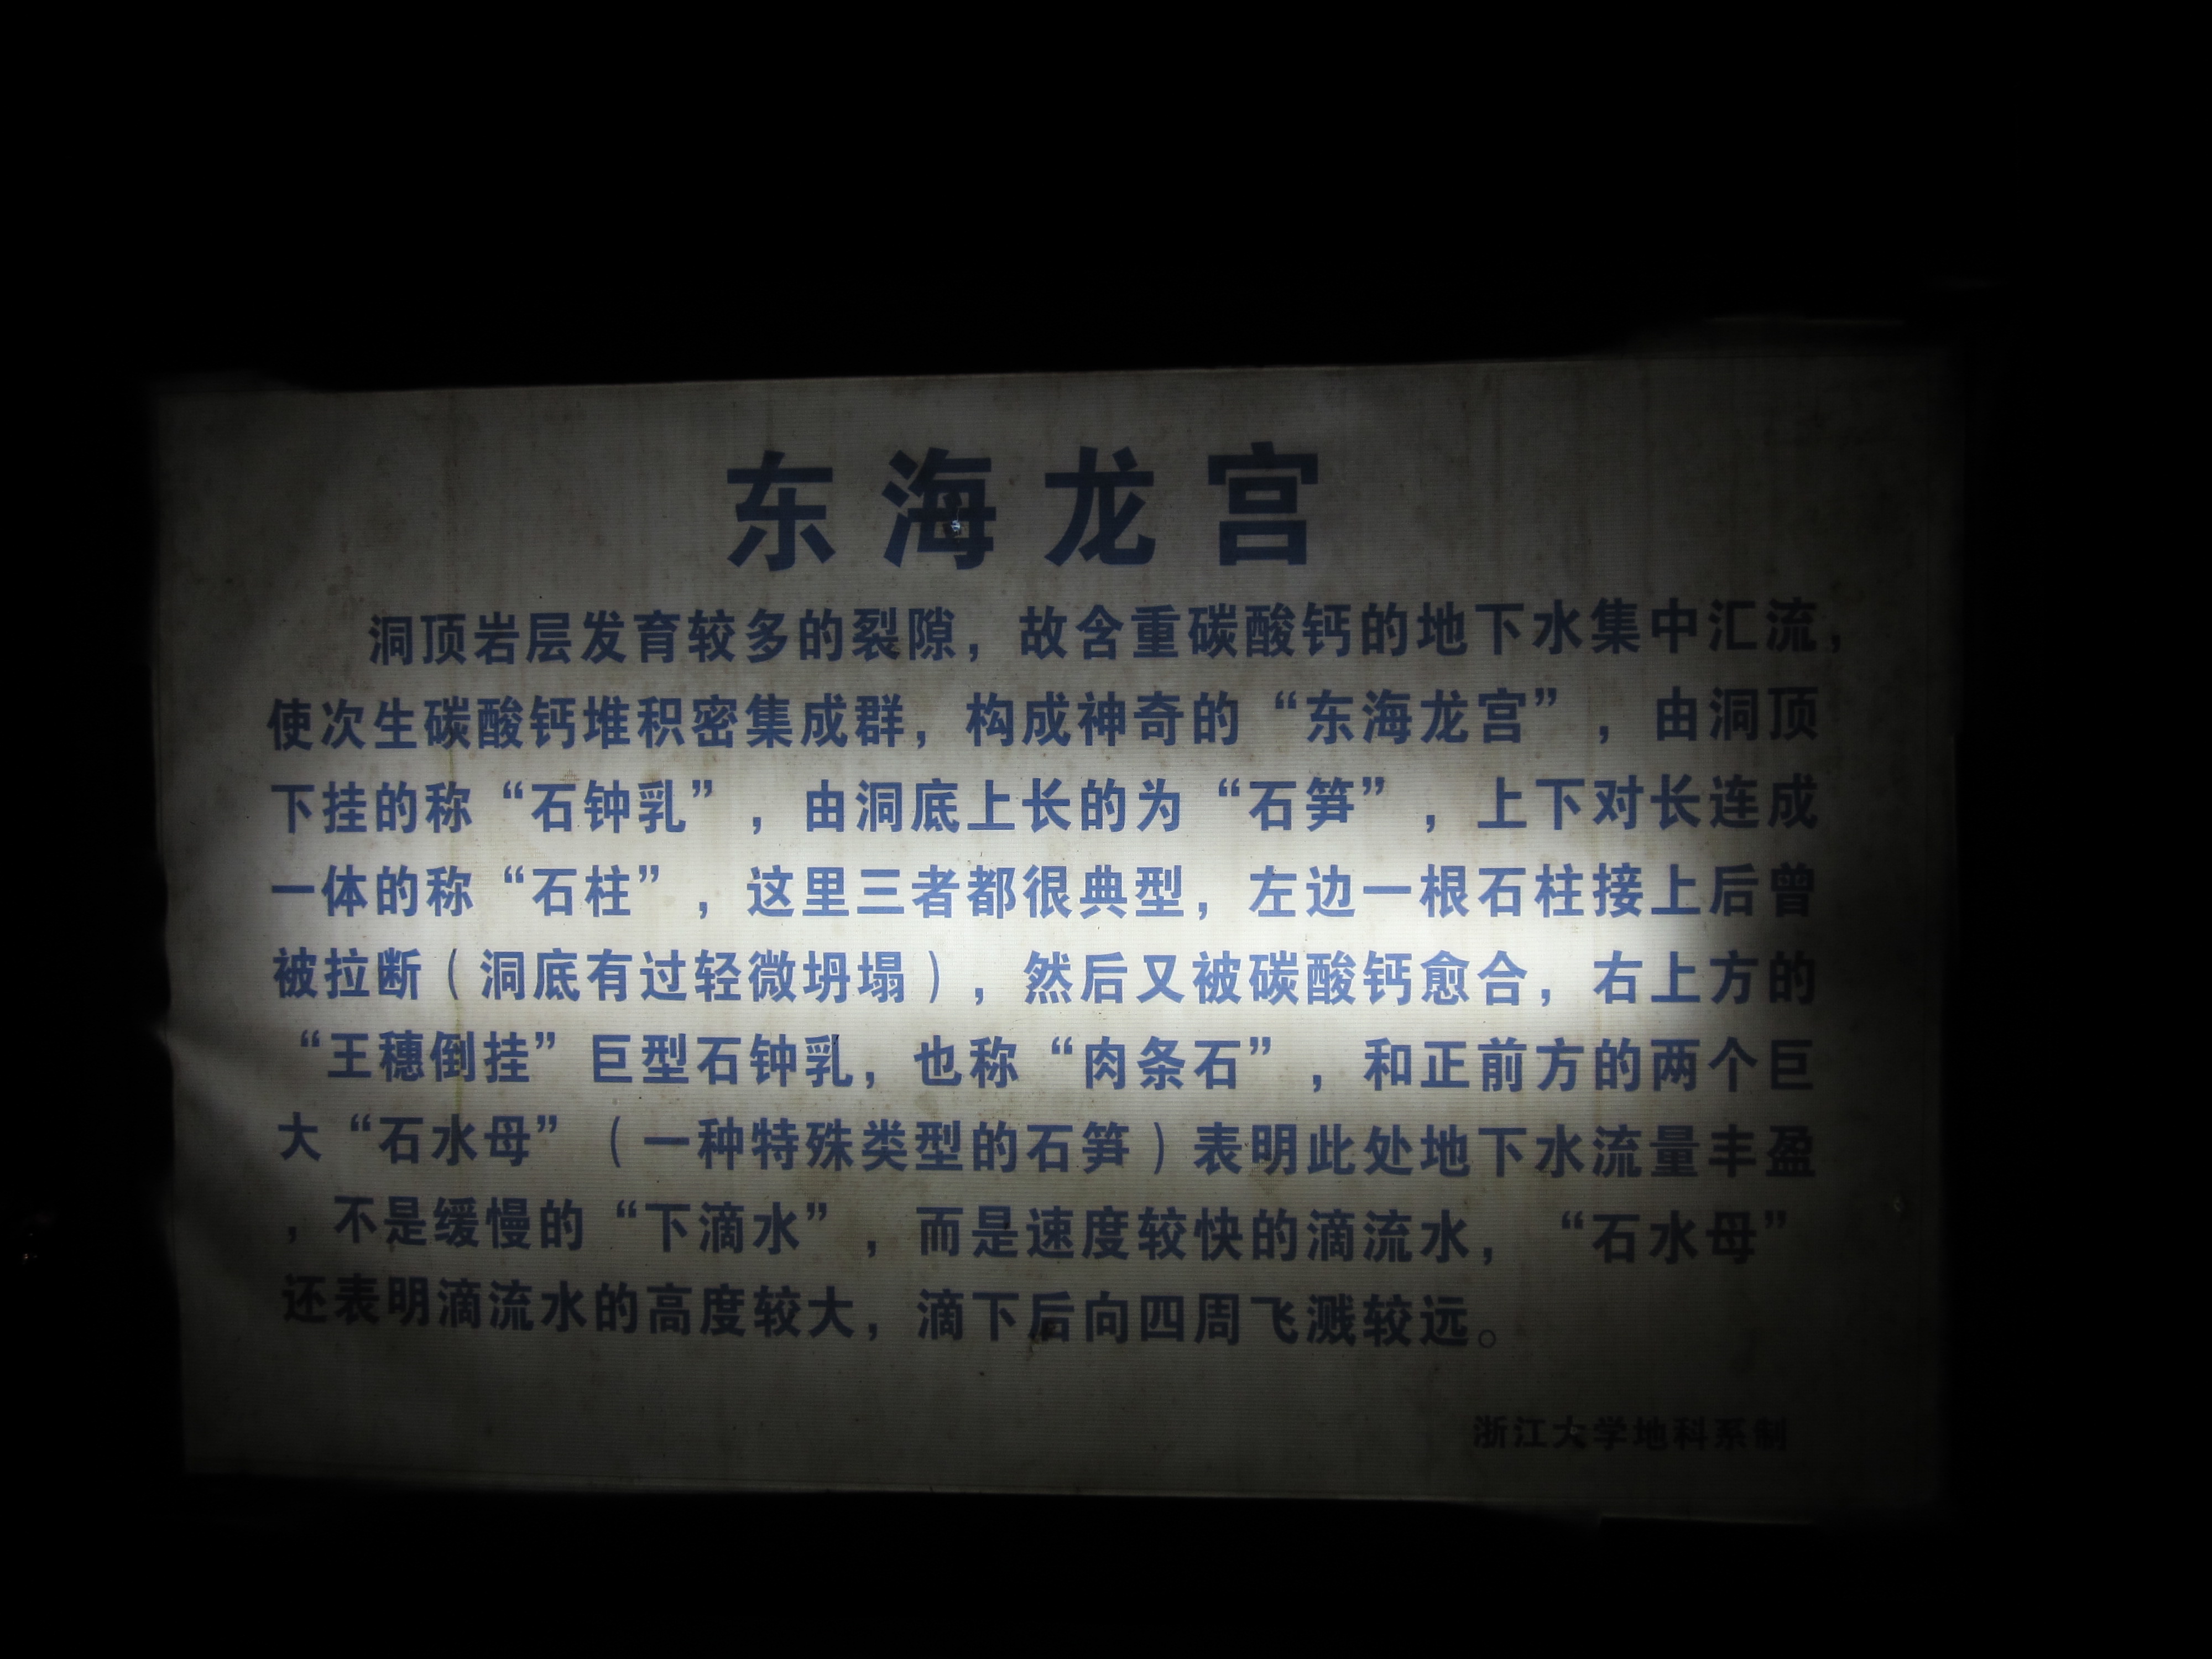 东海龙宫
洞顶岩层发育较多的裂隙，故含重碳酸钙的地下水集中汇流，
使次生碳酸钙堆积密集成群，构成神奇的“东海龙宫”，由洞顶
下挂的称“石钟乳”，由洞底上长的为“石笋”，上下对长连成
一体的称“石柱”，这里三者都很典型，左边一根石柱接上后曾
被拉断（洞底有过轻微坍塌），然后又被碳酸钙愈合，右上方的
“王穗倒挂”巨型石钟乳，也称“肉条石”，和正前方的两个巨
大“石水母”（一种特殊类型的石笋）表明此处地下水流量丰盈
，不是缓慢的“下滴水”，而是速度较快的滴流水，“石水母”
还表明滴流水的高度较大，滴下后向四周飞溅较远。
浙江大学地科系制